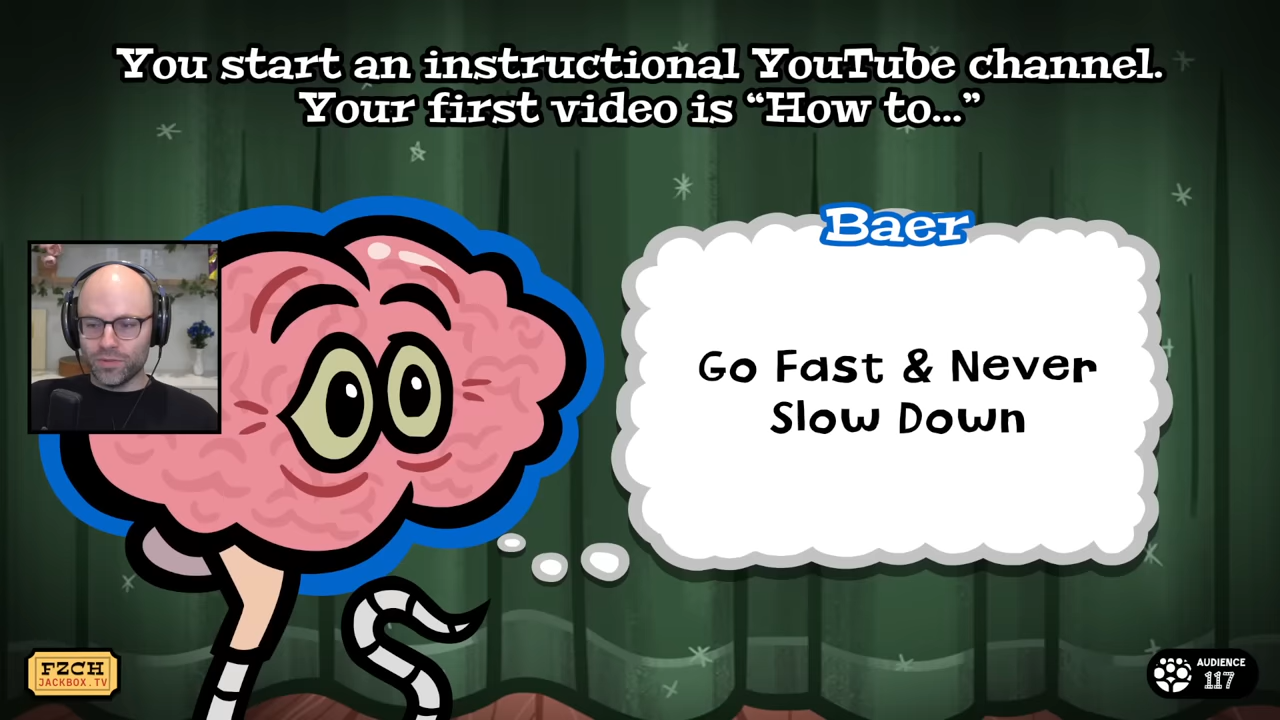 You start an instructional YouTube channel.
Your first video is “How to...”
Baer
Go Fast & Never
Slow Down
FZCH
JACKBOX.TV
AUDIENCE
117